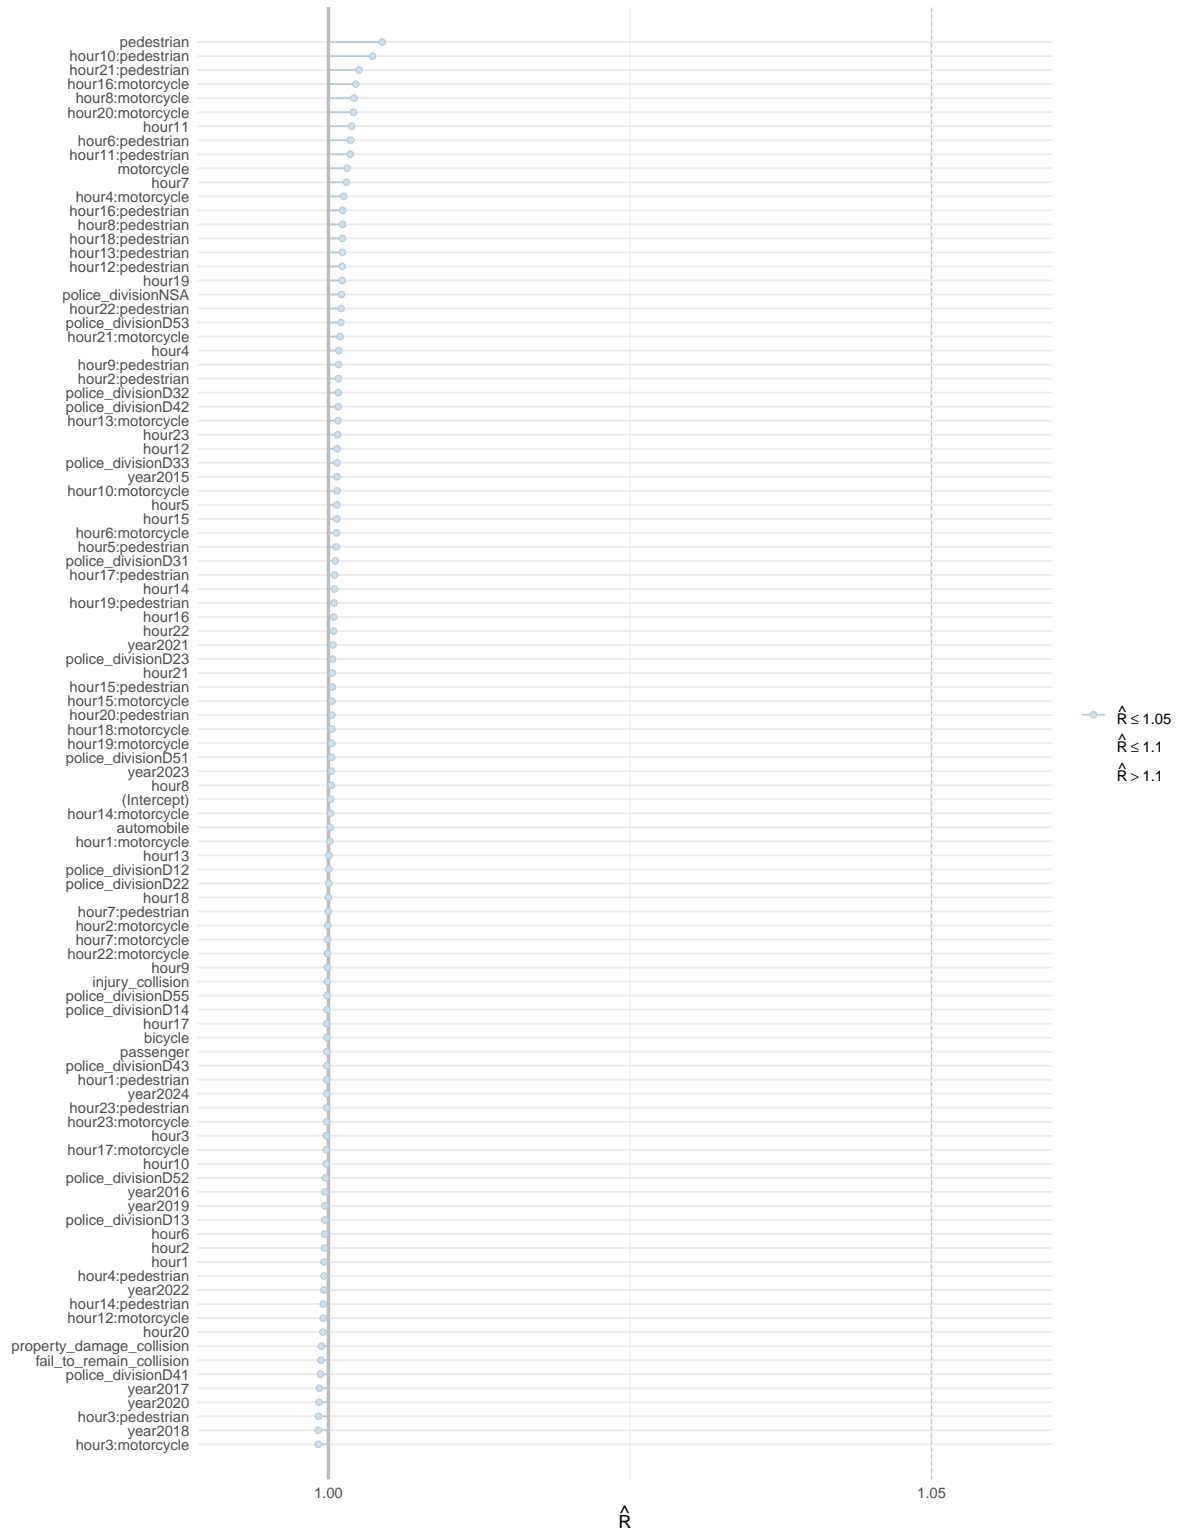 pedestrian
hour10:pedestrian
hour21:pedestrian
hour16:motorcycle
hour8:motorcycle
hour20:motorcycle
hour11
hour6:pedestrian
hour11:pedestrian
motorcycle
hour7
hour4:motorcycle
hour16:pedestrian
hour8:pedestrian
hour18:pedestrian
hour13:pedestrian
hour12:pedestrian
hour19
police_divisionNSA
hour22:pedestrian
police_divisionD53
hour21:motorcycle
hour4
hour9:pedestrian
hour2:pedestrian
police_divisionD32
police_divisionD42
hour13:motorcycle
hour23
hour12
police_divisionD33
year2015
hour10:motorcycle
hour5
hour15
hour6:motorcycle
hour5:pedestrian
police_divisionD31
hour17:pedestrian
hour14
hour19:pedestrian
hour16
hour22
year2021
police_divisionD23
hour21
hour15:pedestrian
hour15:motorcycle
hour20:pedestrian
hour18:motorcycle
hour19:motorcycle
police_divisionD51
year2023
hour8
(Intercept)
hour14:motorcycle
automobile
hour1:motorcycle
hour13
police_divisionD12
police_divisionD22
hour18
hour7:pedestrian
hour2:motorcycle
hour7:motorcycle
hour22:motorcycle
hour9
injury_collision
police_divisionD55
police_divisionD14
hour17
bicycle
passenger
police_divisionD43
hour1:pedestrian
year2024
hour23:pedestrian
hour23:motorcycle
hour3
hour17:motorcycle
hour10
police_divisionD52
year2016
year2019
police_divisionD13
hour6
hour2
hour1
hour4:pedestrian
year2022
hour14:pedestrian
hour12:motorcycle
hour20
property_damage_collision
fail_to_remain_collision
police_divisionD41
year2017
year2020
hour3:pedestrian
year2018
hour3:motorcycle
1.00 1.05
R̂
R̂ ≤ 1.05
R̂ ≤ 1.1
R̂ > 1.1